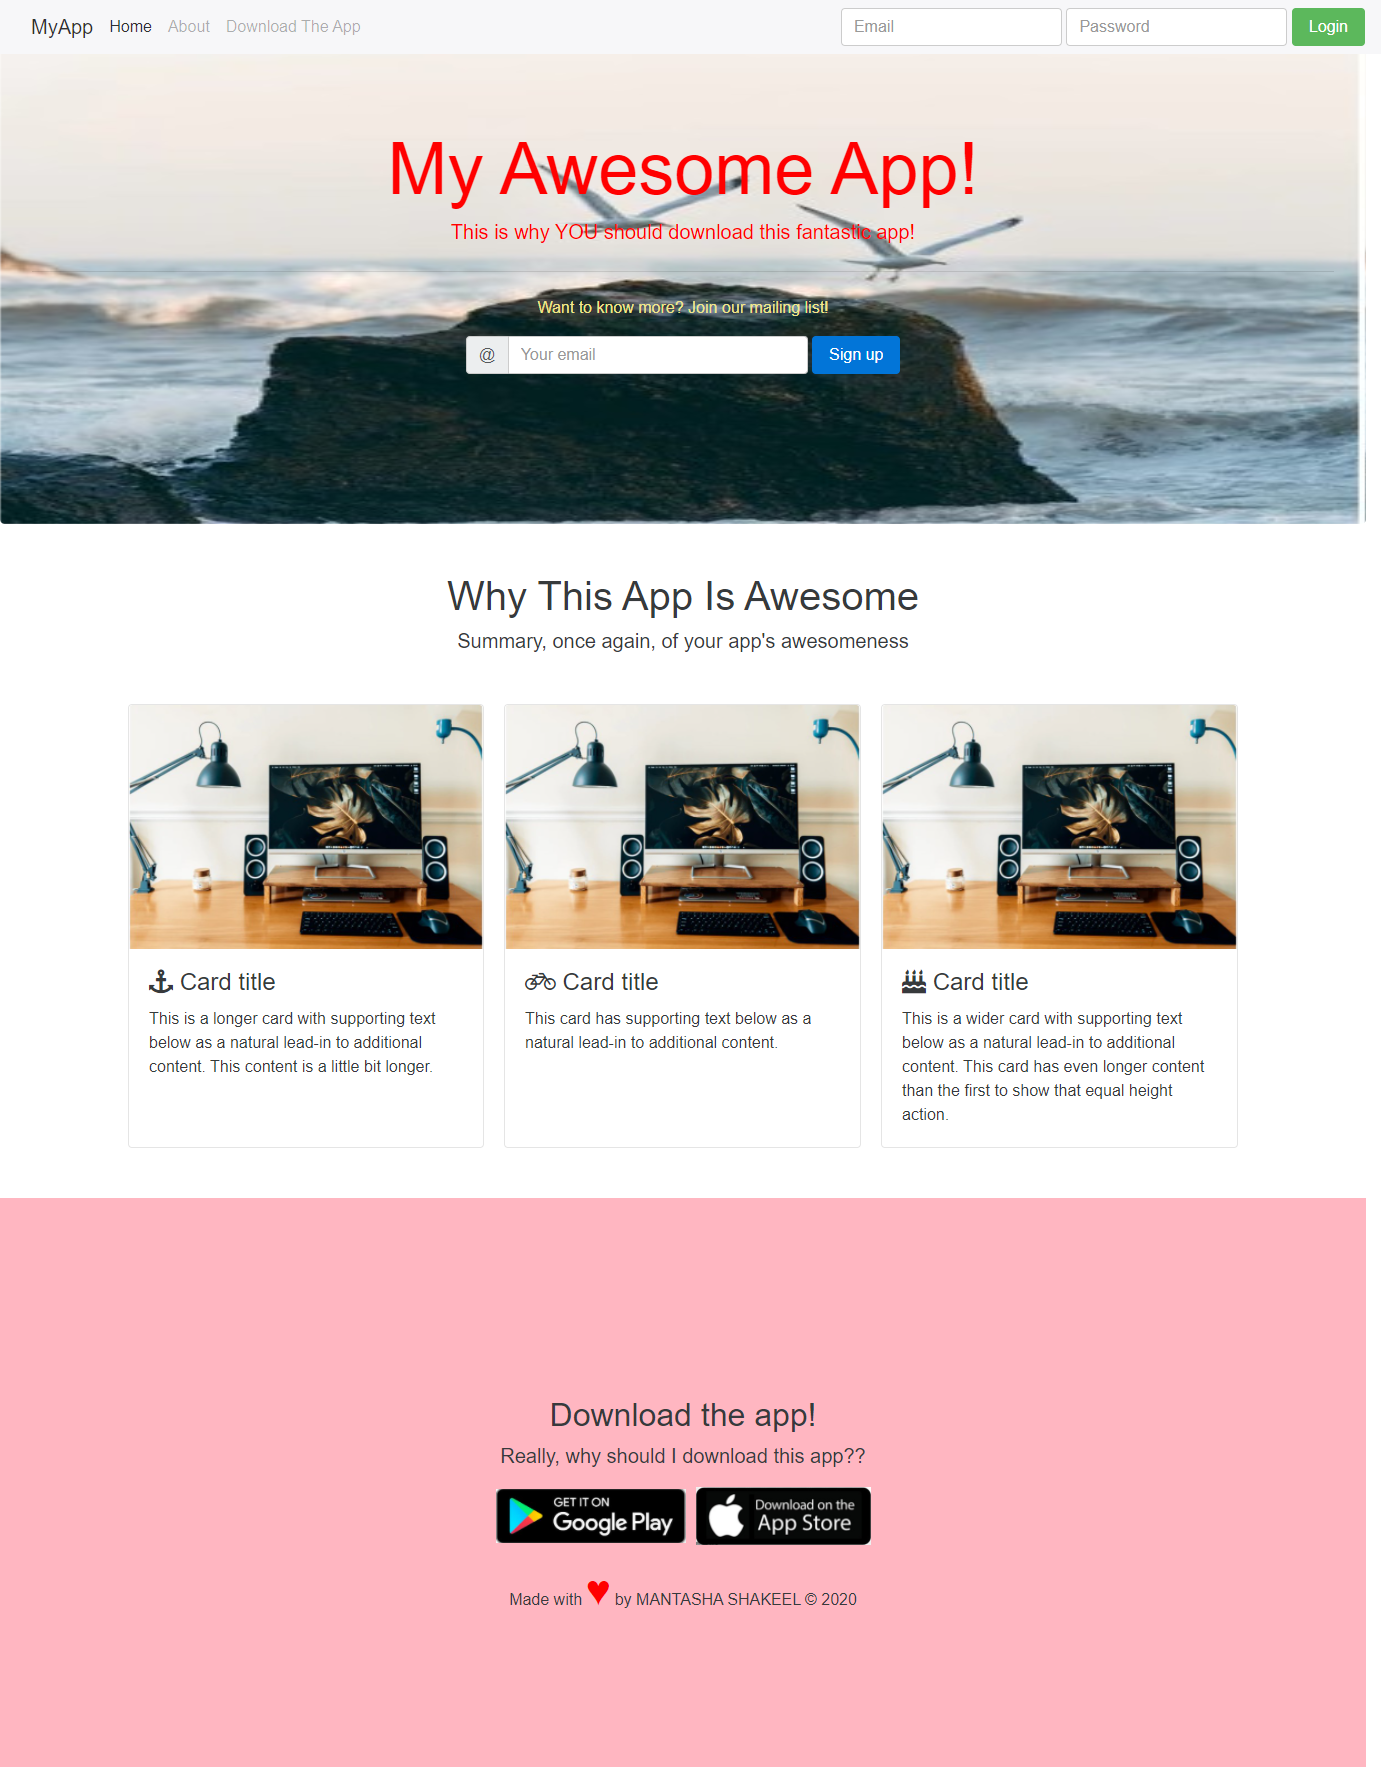 MyApp Home About Download The App Email Password Login
My Awesome App!
This is why YOU should download this fantastic app!
Want to know more? Join our mailing list!
@ Your email Sign up
Why This App Is Awesome
Summary, once again, of your app's awesomeness
Card title
This is a longer card with supporting text
below as a natural lead-in to additional
content. This content is a little bit longer.
Card title
This card has supporting text below as a
natural lead-in to additional content.
Card title
This is a wider card with supporting text
below as a natural lead-in to additional
content. This card has even longer content
than the first to show that equal height
action.
Download the app!
Really, why should I download this app??
GET IT ON
Google Play
Download on the
App Store
Made with ♥ by MANTASHA SHAKEEL © 2020